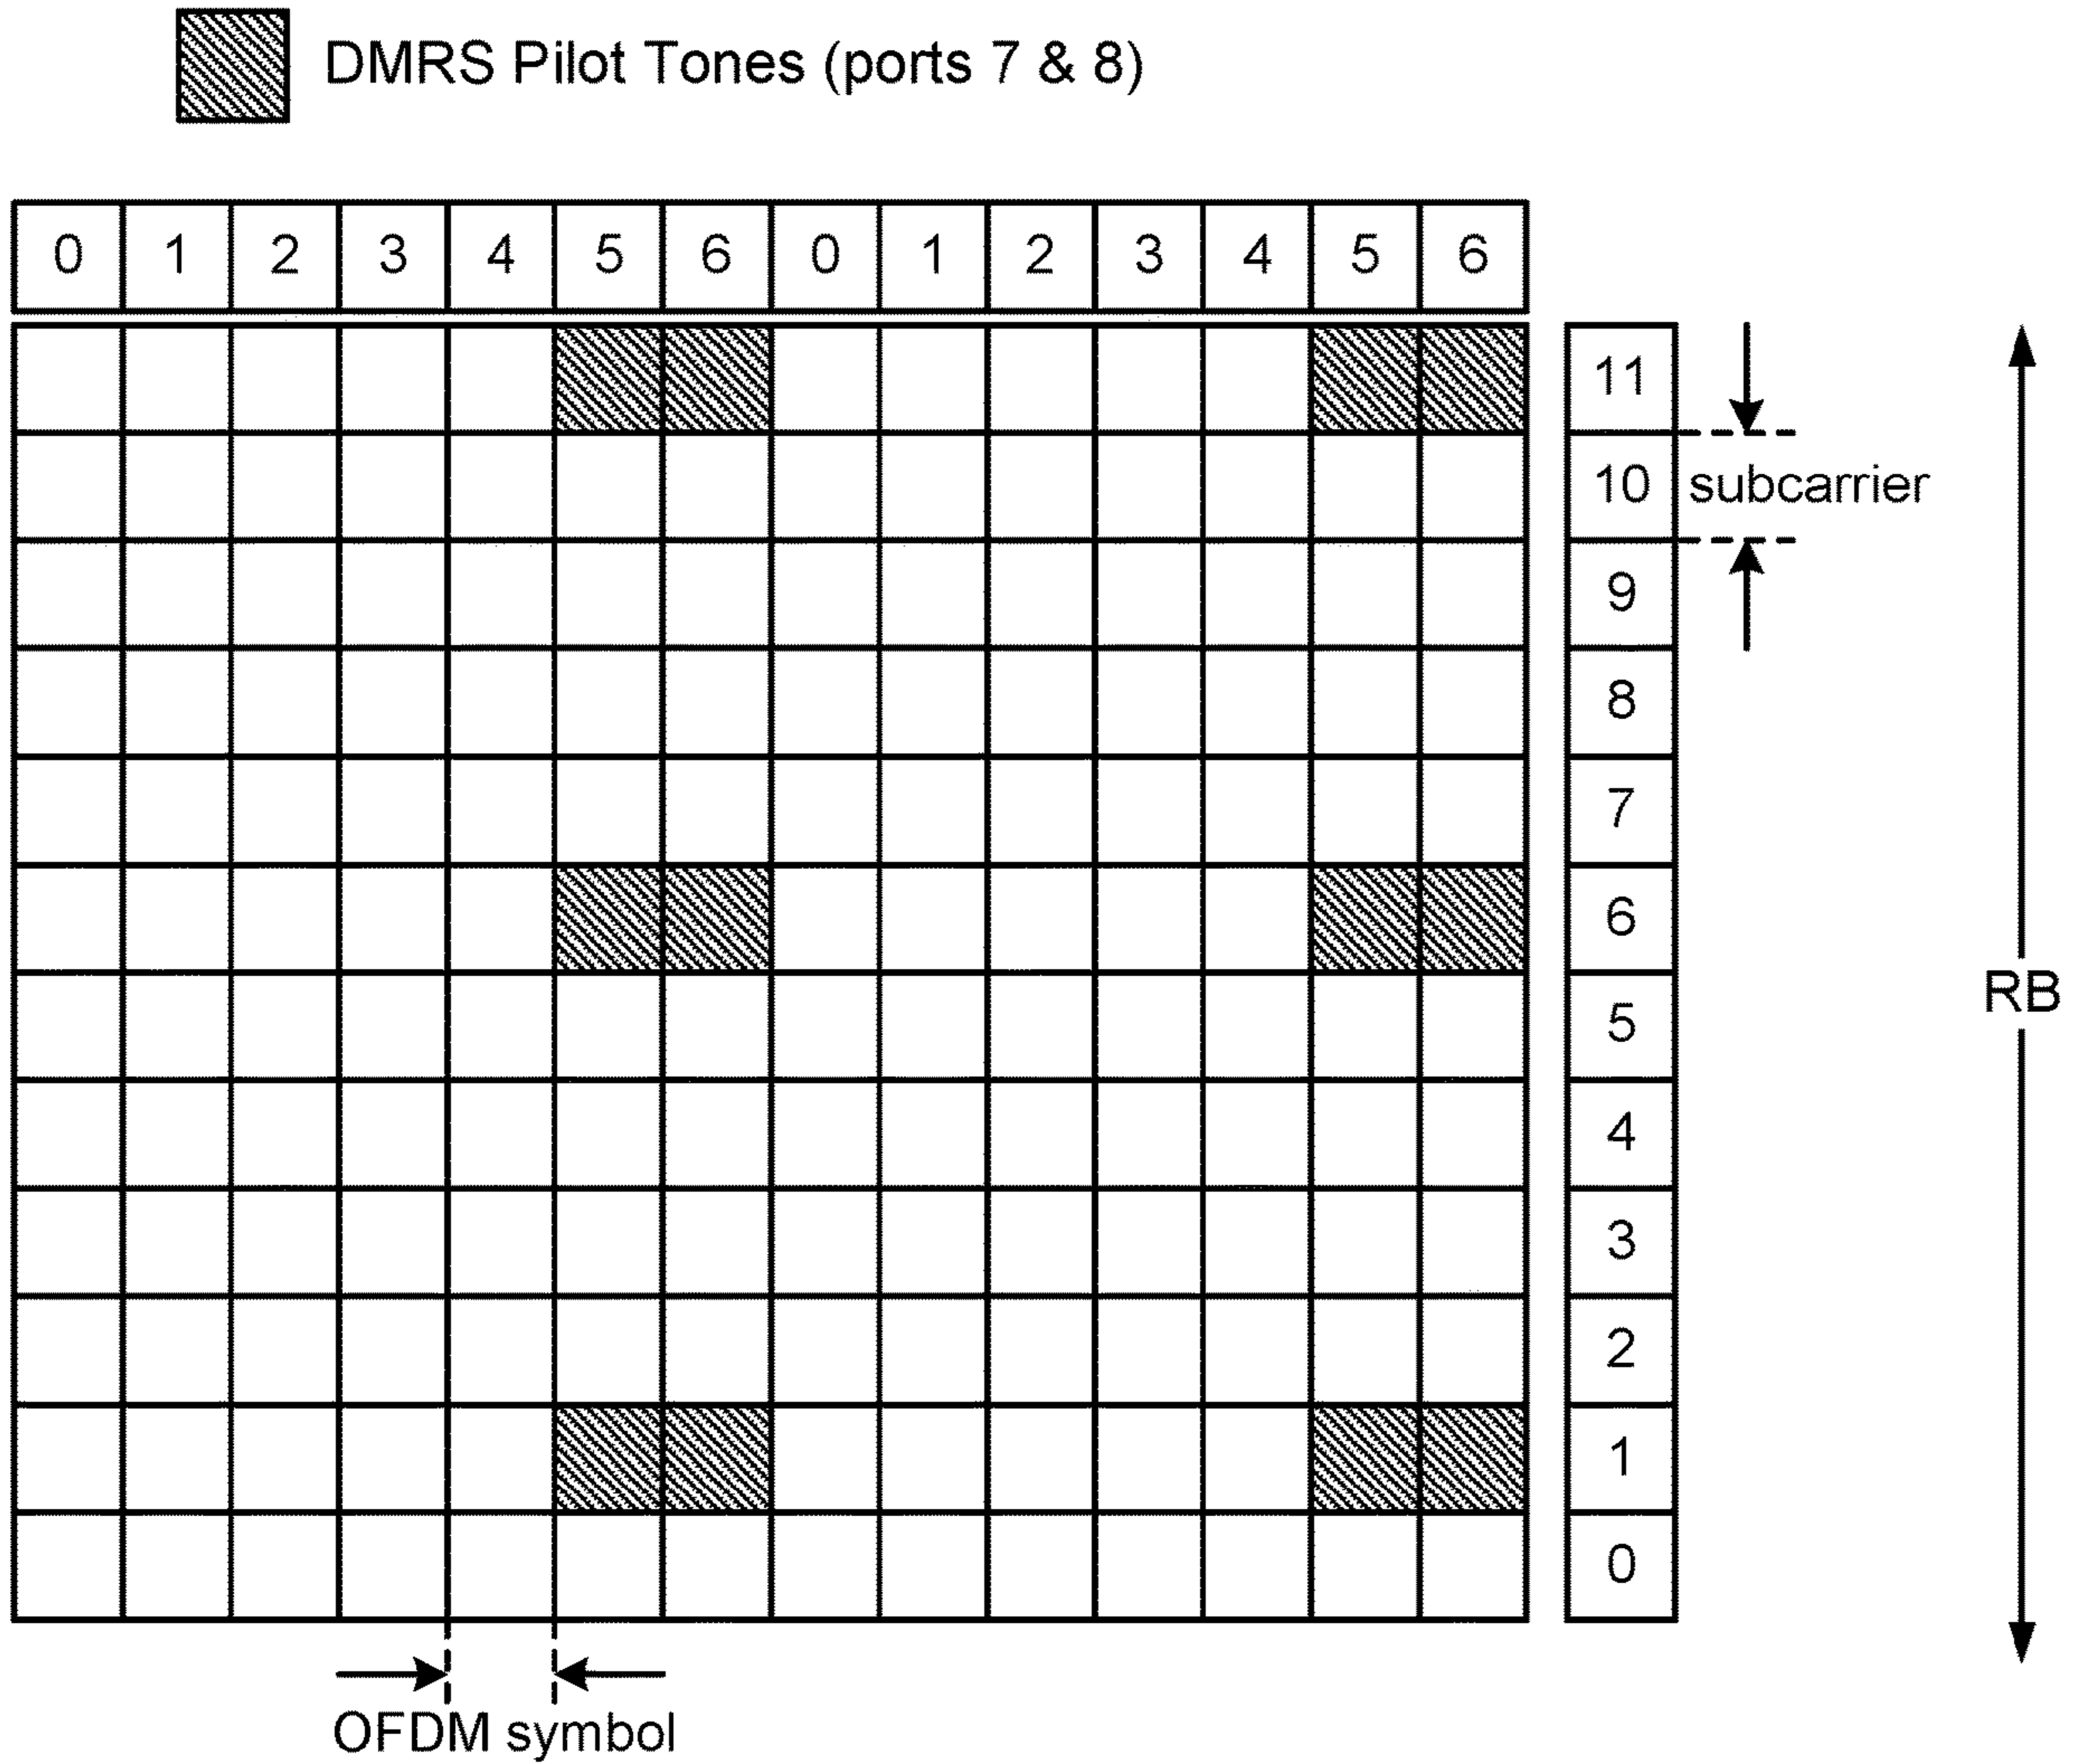 DMRS Pilot Tones (ports 7 & 8)
0 1 2 3 4 5 6 0 1 2 3 4 5 6
11
10 subcarrier
9
8
7
6
5
RB
4
3
2
1
0
OFDM symbol